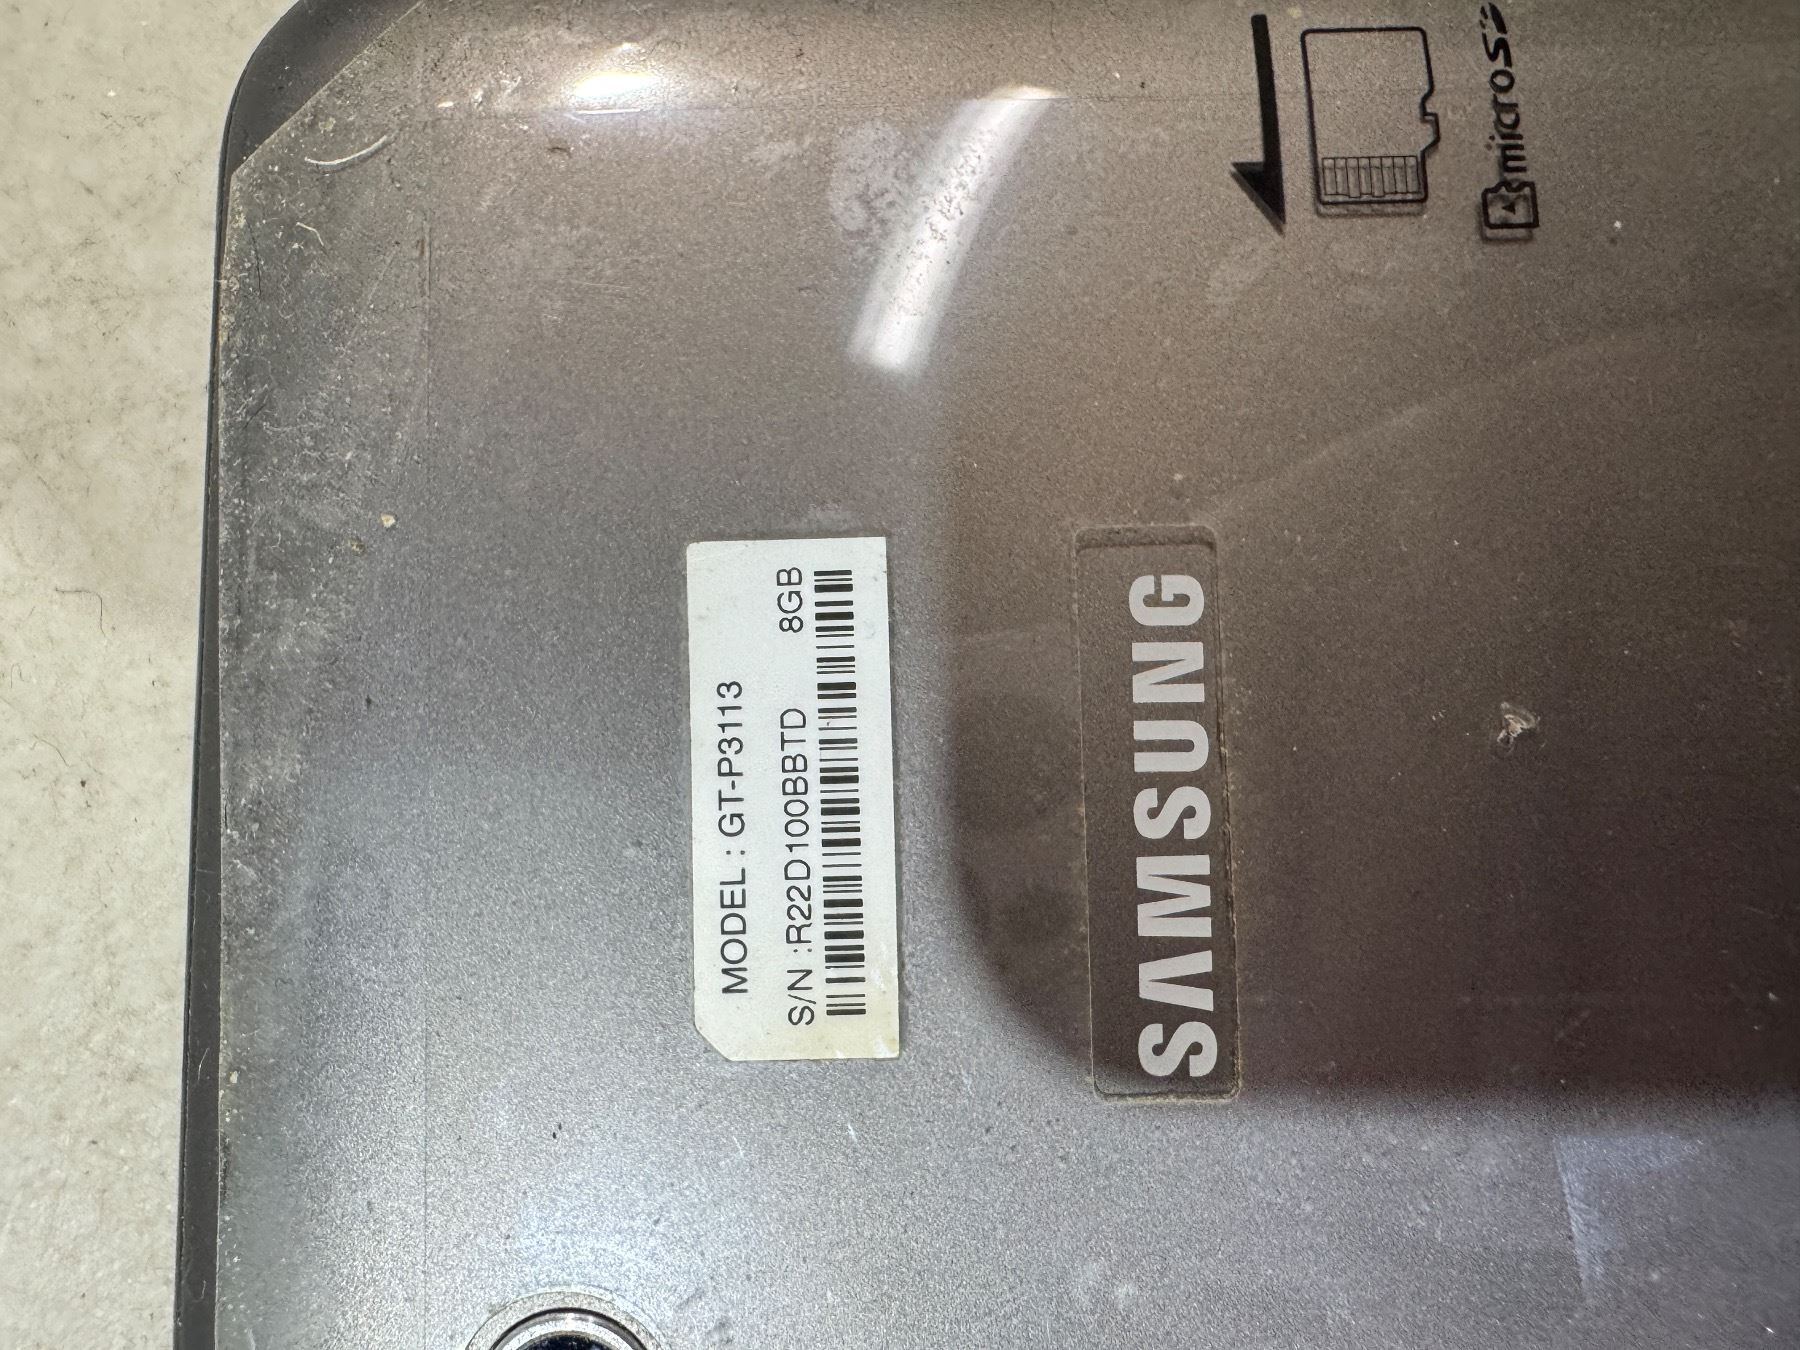 MODEL : GT-P3113
S/N :R22D100BBTD 8GB
SAMSUNG
microSD